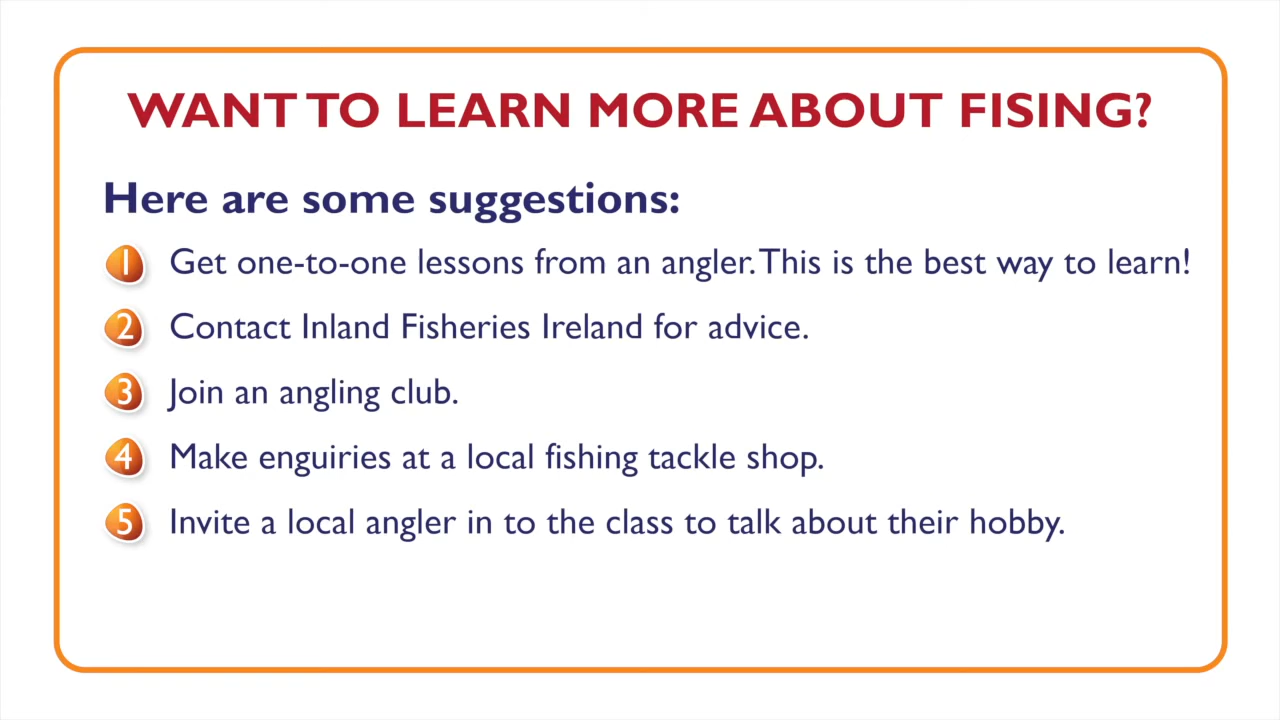 WANT TO LEARN MORE ABOUT FISING?
Here are some suggestions:
1 Get one-to-one lessons from an angler. This is the best way to learn!
2 Contact Inland Fisheries Ireland for advice.
3 Join an angling club.
4 Make enguiries at a local fishing tackle shop.
5 Invite a local angler in to the class to talk about their hobby.